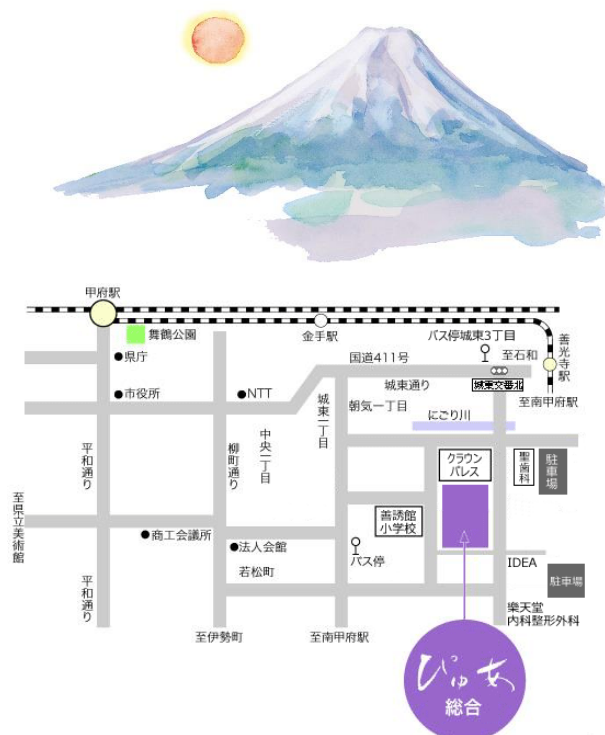 甲府駅
舞鶴公園
金手駅
バス停城東3丁目
善光寺駅
県庁
国道411号
至石和
城東通り
城東交番北
市役所
NTT
城東一丁目
朝気一丁目
至南甲府駅
にごり川
平和通り
柳町通り
中央二丁目
クラウン
パレス
聖歯科
駐車場
至県立美術館
善誘館
小学校
商工会議所
法人会館
バス停
若松町
IDEA
駐車場
平和通り
樂天堂
内科整形外科
至伊勢町
至南甲府駅
ぴゅあ
総合